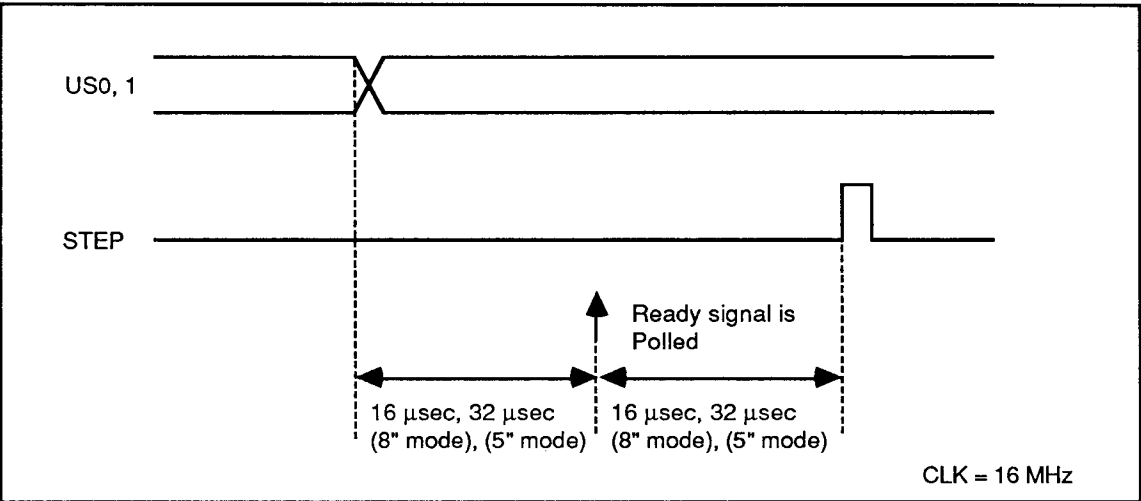 US0, 1
STEP
Ready signal is
Polled
16 μsec, 32 μsec
(8" mode), (5" mode)
16 μsec, 32 μsec
(8" mode), (5" mode)
CLK = 16 MHz